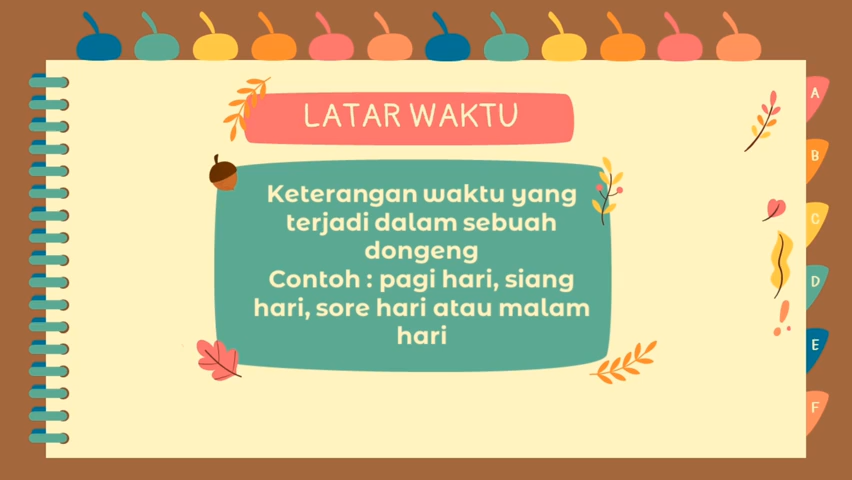 LATAR WAKTU
Keterangan waktu yang
terjadi dalam sebuah
dongeng
Contoh : pagi hari, siang
hari, sore hari atau malam
hari
A
B
C
D
E
F